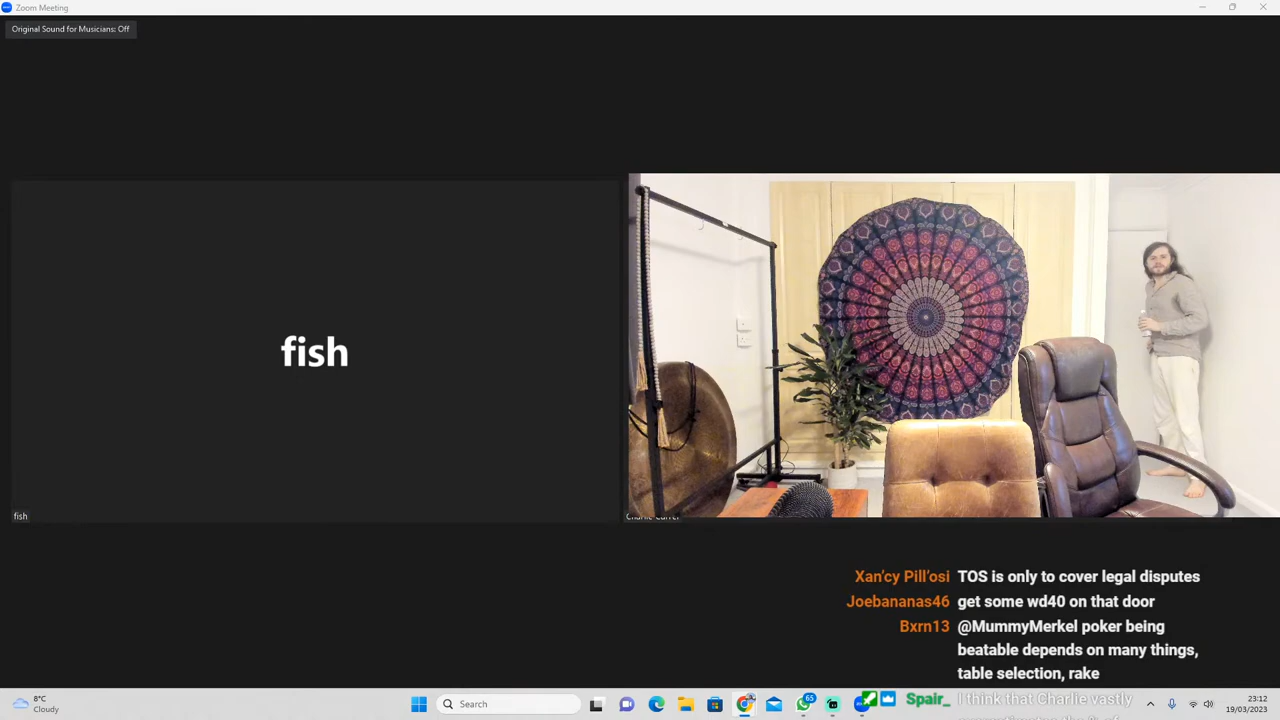 Zoom Meeting
Original Sound for Musicians: Off
fish
fish
Xan'cy Pill'osi TOS is only to cover legal disputes
Joebananas46 get some wd40 on that door
Bxrn13 @MummyMerkel poker being
beatable depends on many things,
table selection, rake
Spair_ I think that Charlie vastly
8°C
Cloudy
Search
65
23:12
19/03/2023